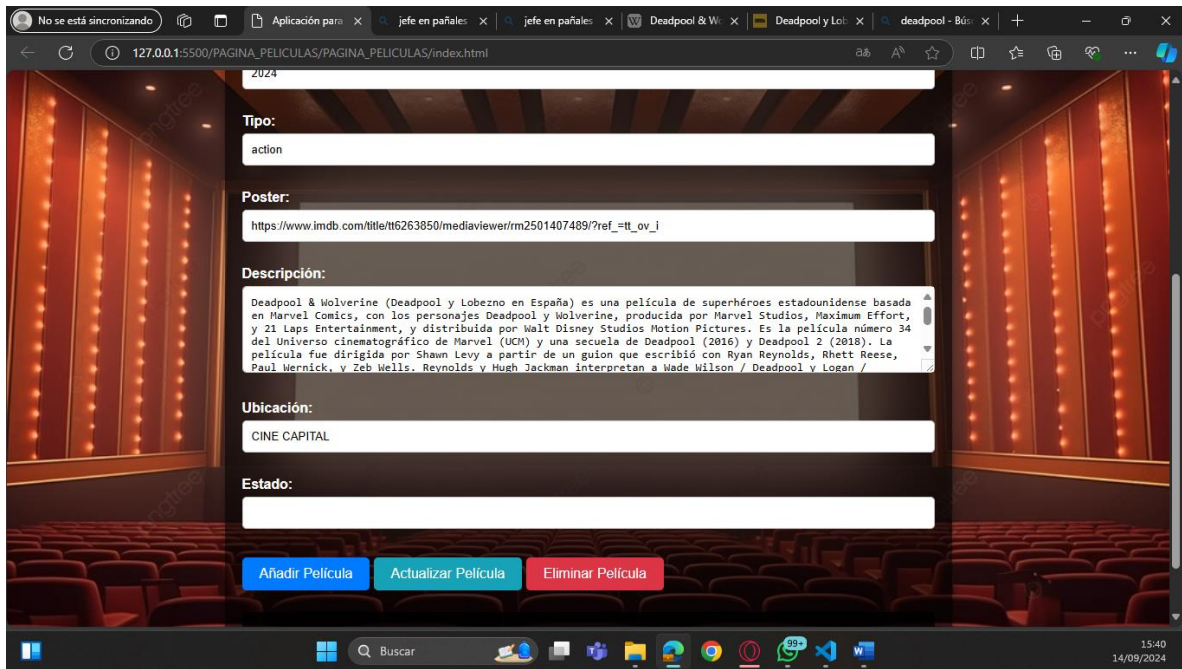 No se está sincronizando
Aplicación para
jefe en pañales
jefe en pañales
Deadpool & Wo
Deadpool y Lob
deadpool - Bús
127.0.0.1:5500/PAGINA_PELICULAS/PAGINA_PELICULAS/index.html
2024
Tipo:
action
Poster:
https://www.imdb.com/title/tt6263850/mediaviewer/rm2501407489/?ref_=tt_ov_i
Descripción:
Deadpool & Wolverine (Deadpool y Lobezno en España) es una película de superhéroes estadounidense basada
en Marvel Comics, con los personajes Deadpool y Wolverine, producida por Marvel Studios, Maximum Effort,
y 21 Laps Entertainment, y distribuida por Walt Disney Studios Motion Pictures. Es la película número 34
del Universo cinematográfico de Marvel (UCM) y una secuela de Deadpool (2016) y Deadpool 2 (2018). La
película fue dirigida por Shawn Levy a partir de un guion que escribió con Ryan Reynolds, Rhett Reese,
Paul Wernick, y Zeb Wells. Reynolds y Hugh Jackman interpretan a Wade Wilson / Deadpool y Logan /
Ubicación:
CINE CAPITAL
Estado:
Añadir Película
Actualizar Película
Eliminar Película
pngtree
Buscar
99+
15:40
14/09/2024